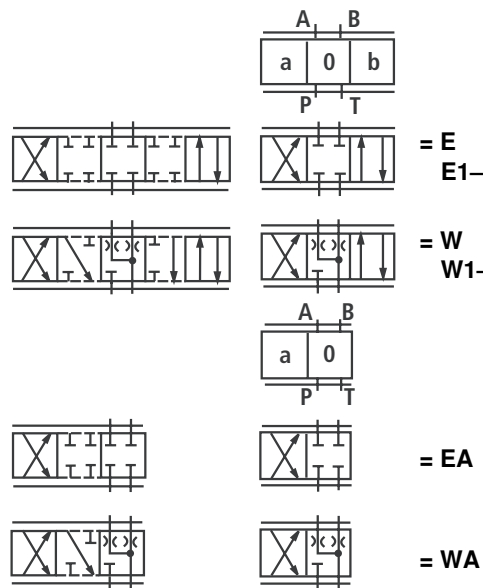 A B
a 0 b
P T
= E
E1–
= W
W1–
A B
a 0
P T
= EA
= WA